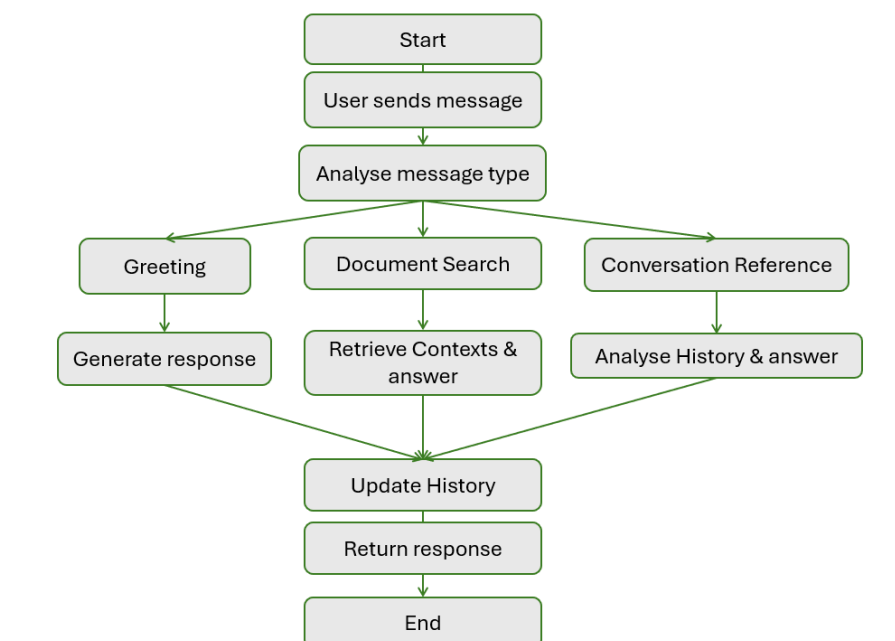 Start
User sends message
Analyse message type
Greeting
Document Search
Conversation Reference
Generate response
Retrieve Contexts &
answer
Analyse History & answer
Update History
Return response
End